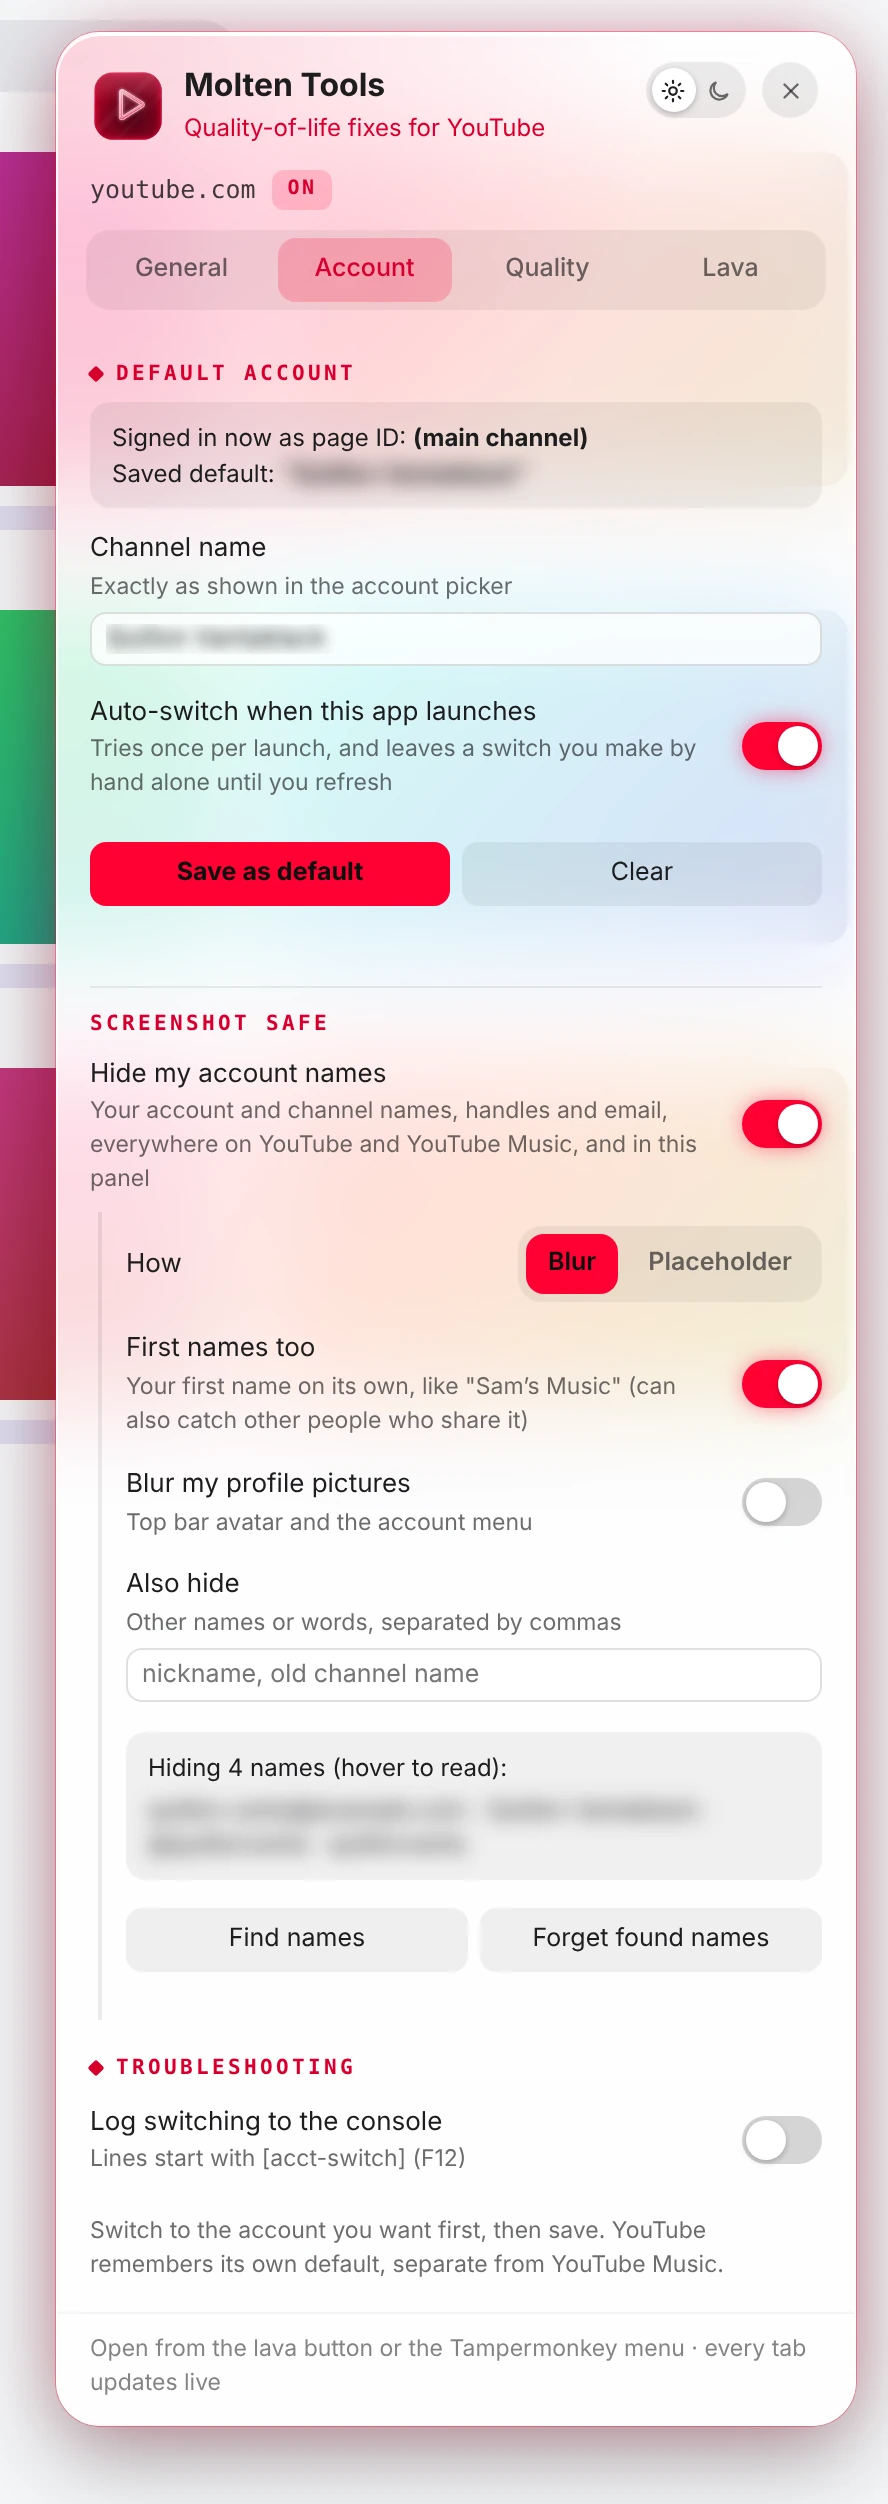 Molten Tools
Quality-of-life fixes for YouTube
youtube.com ON
General Account Quality Lava
DEFAULT ACCOUNT
Signed in now as page ID: (main channel)
Saved default:
Channel name
Exactly as shown in the account picker
Auto-switch when this app launches
Tries once per launch, and leaves a switch you make by
hand alone until you refresh
Save as default Clear
SCREENSHOT SAFE
Hide my account names
Your account and channel names, handles and email,
everywhere on YouTube and YouTube Music, and in this
panel
How Blur Placeholder
First names too
Your first name on its own, like "Sam’s Music" (can
also catch other people who share it)
Blur my profile pictures
Top bar avatar and the account menu
Also hide
Other names or words, separated by commas
nickname, old channel name
Hiding 4 names (hover to read):
Find names Forget found names
TROUBLESHOOTING
Log switching to the console
Lines start with [acct-switch] (F12)
Switch to the account you want first, then save. YouTube
remembers its own default, separate from YouTube Music.
Open from the lava button or the Tampermonkey menu · every tab
updates live